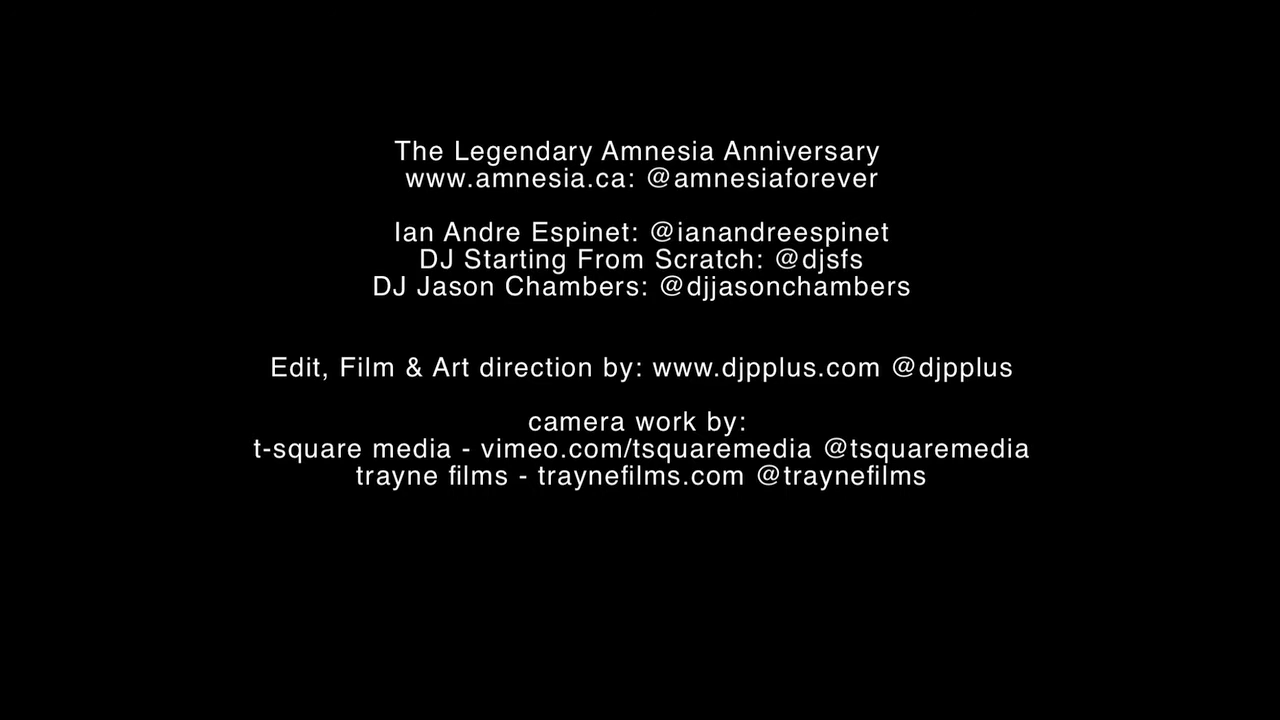 The Legendary Amnesia Anniversary
www.amnesia.ca: @amnesiaforever
Ian Andre Espinet: @ianandreespinet
DJ Starting From Scratch: @djsfs
DJ Jason Chambers: @djjasonchambers
Edit, Film & Art direction by: www.djpplus.com @djpplus
camera work by:
t-square media - vimeo.com/tsquaremedia @tsquaremedia
trayne films - traynefilms.com @traynefilms